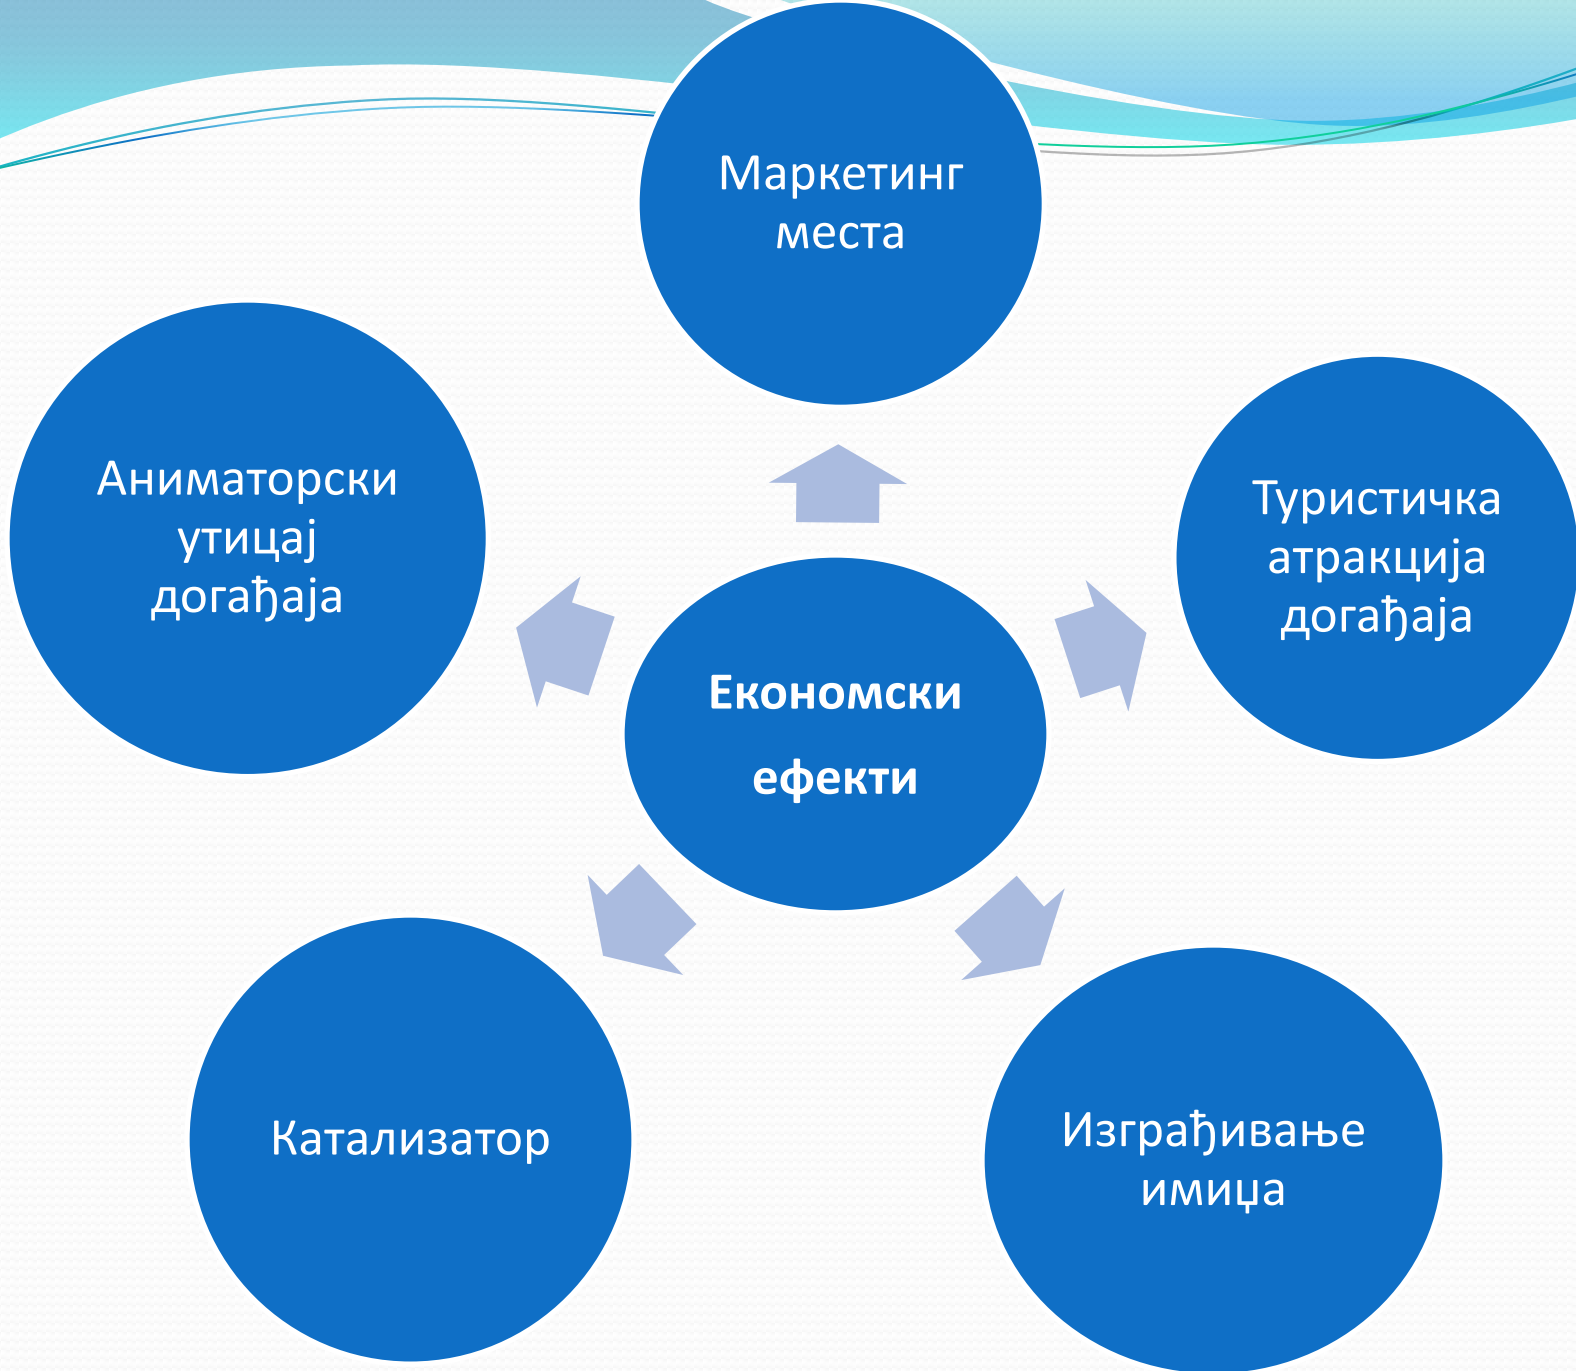 Маркетинг
места
Аниматорски
утицај
догађаја
Туристичка
атракција
догађаја
Економски
ефекти
Катализатор
Изграђивање
имиџа